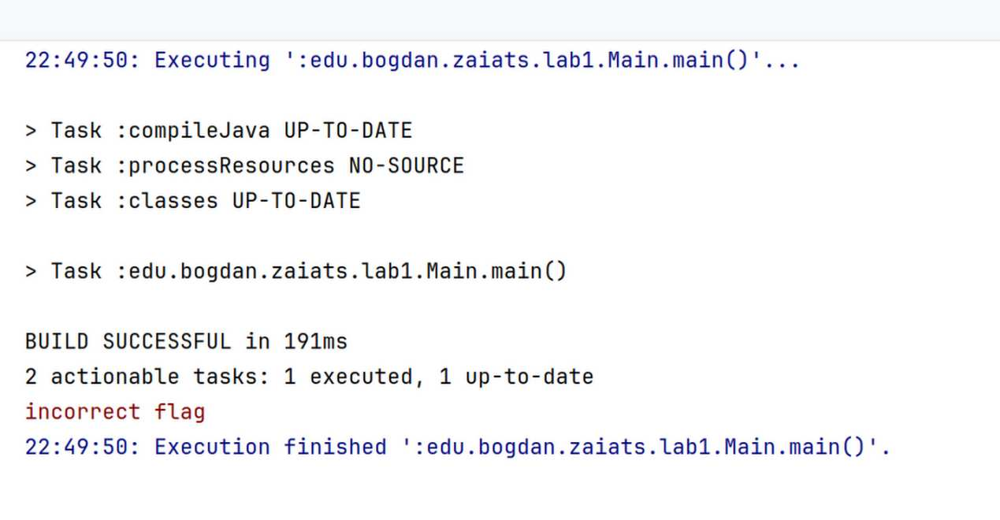 22:49:50: Executing ':edu.bogdan.zaiats.lab1.Main.main()'...
> Task :compileJava UP-TO-DATE
> Task :processResources NO-SOURCE
> Task :classes UP-TO-DATE
> Task :edu.bogdan.zaiats.lab1.Main.main()
BUILD SUCCESSFUL in 191ms
2 actionable tasks: 1 executed, 1 up-to-date
incorrect flag
22:49:50: Execution finished ':edu.bogdan.zaiats.lab1.Main.main()'.